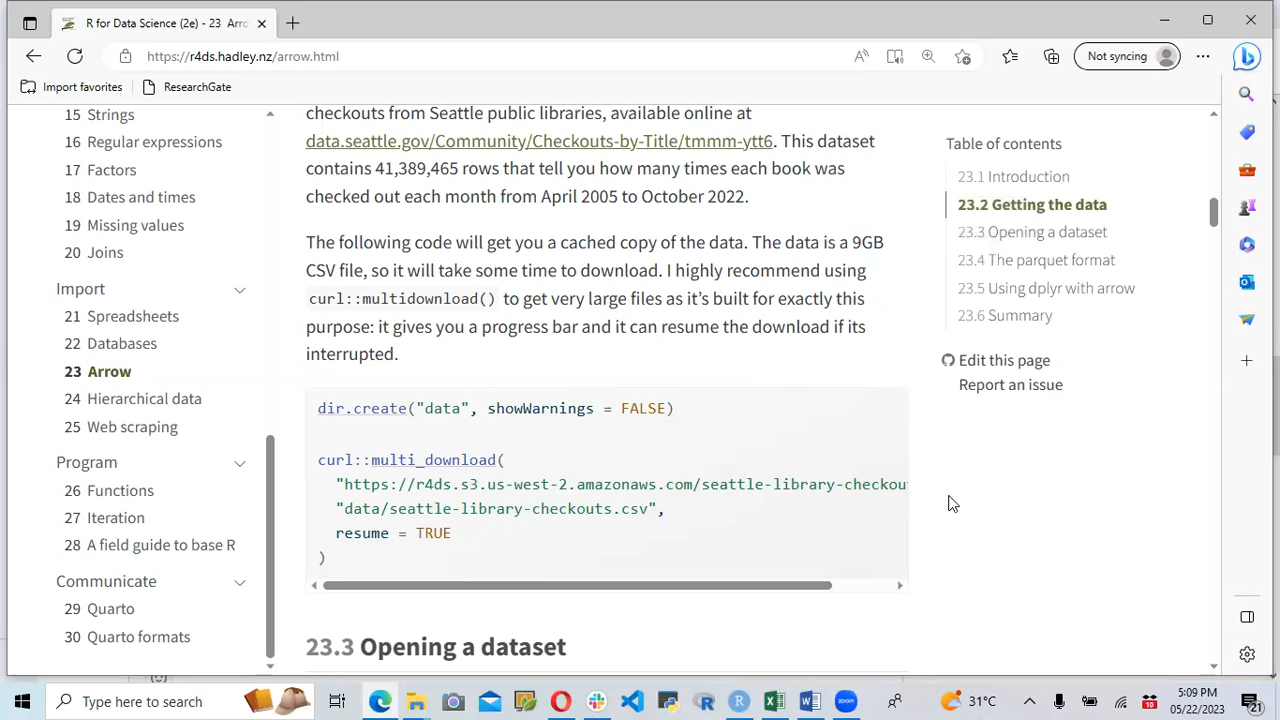 R for Data Science (2e) - 23 Arro
https://r4ds.hadley.nz/arrow.html
Not syncing
Import favorites
ResearchGate
15 Strings
16 Regular expressions
17 Factors
18 Dates and times
19 Missing values
20 Joins
Import
21 Spreadsheets
22 Databases
23 Arrow
24 Hierarchical data
25 Web scraping
Program
26 Functions
27 Iteration
28 A field guide to base R
Communicate
29 Quarto
30 Quarto formats
checkouts from Seattle public libraries, available online at
data.seattle.gov/Community/Checkouts-by-Title/tmmm-ytt6. This dataset
contains 41,389,465 rows that tell you how many times each book was
checked out each month from April 2005 to October 2022.
The following code will get you a cached copy of the data. The data is a 9GB
CSV file, so it will take some time to download. I highly recommend using
curl::multidownload() to get very large files as it's built for exactly this
purpose: it gives you a progress bar and it can resume the download if its
interrupted.
dir.create("data", showWarnings = FALSE)
curl::multi_download(
"https://r4ds.s3.us-west-2.amazonaws.com/seattle-library-checkou
"data/seattle-library-checkouts.csv",
resume = TRUE
)
23.3 Opening a dataset
Table of contents
23.1 Introduction
23.2 Getting the data
23.3 Opening a dataset
23.4 The parquet format
23.5 Using dplyr with arrow
23.6 Summary
Edit this page
Report an issue
Type here to search
31°C
10
5:09 PM
05/22/2023
21